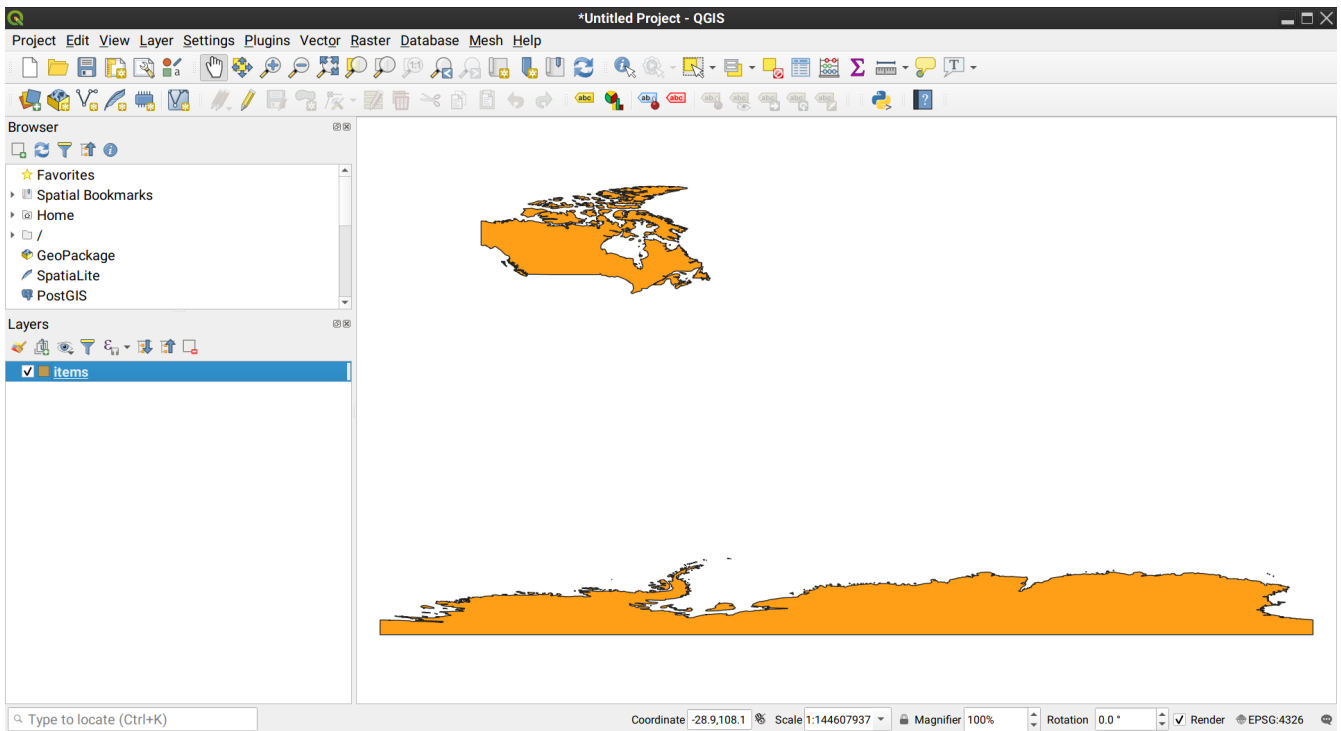 *Untitled Project - QGIS
Project Edit View Layer Settings Plugins Vector Raster Database Mesh Help
Browser
Favorites
Spatial Bookmarks
Home
/
GeoPackage
SpatiaLite
PostGIS
Layers
items
Type to locate (Ctrl+K)
Coordinate -28.9,108.1 Scale 1:144607937 Magnifier 100% Rotation 0.0 ° Render EPSG:4326